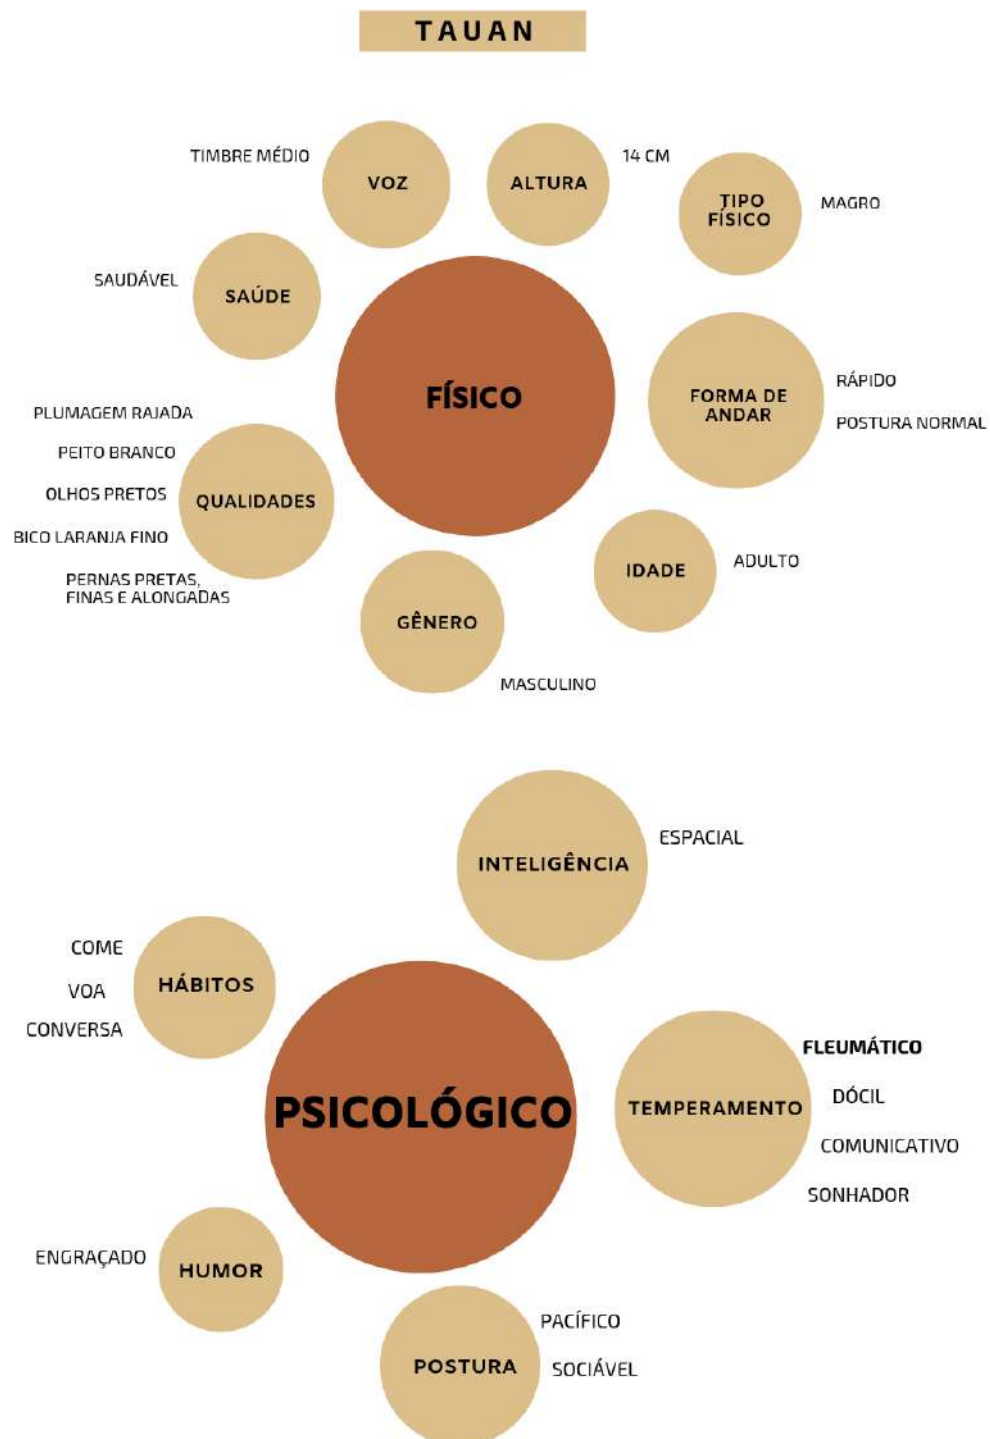 TAUAN
TIMBRE MÉDIO
VOZ
ALTURA
14 CM
TIPO
FÍSICO
MAGRO
SAUDÁVEL
SAÚDE
FÍSICO
FORMA DE
ANDAR
RÁPIDO
POSTURA NORMAL
PLUMAGEM RAJADA
PEITO BRANCO
OLHOS PRETOS
BICO LARANJA FINO
PERNAS PRETAS,
FINAS E ALONGADAS
QUALIDADES
IDADE
ADULTO
GÊNERO
MASCULINO
INTELIGÊNCIA
ESPACIAL
COME
VOA
CONVERSA
HÁBITOS
PSICOLÓGICO
TEMPERAMENTO
FLEUMÁTICO
DÓCIL
COMUNICATIVO
SONHADOR
ENGRAÇADO
HUMOR
POSTURA
PACÍFICO
SOCIÁVEL